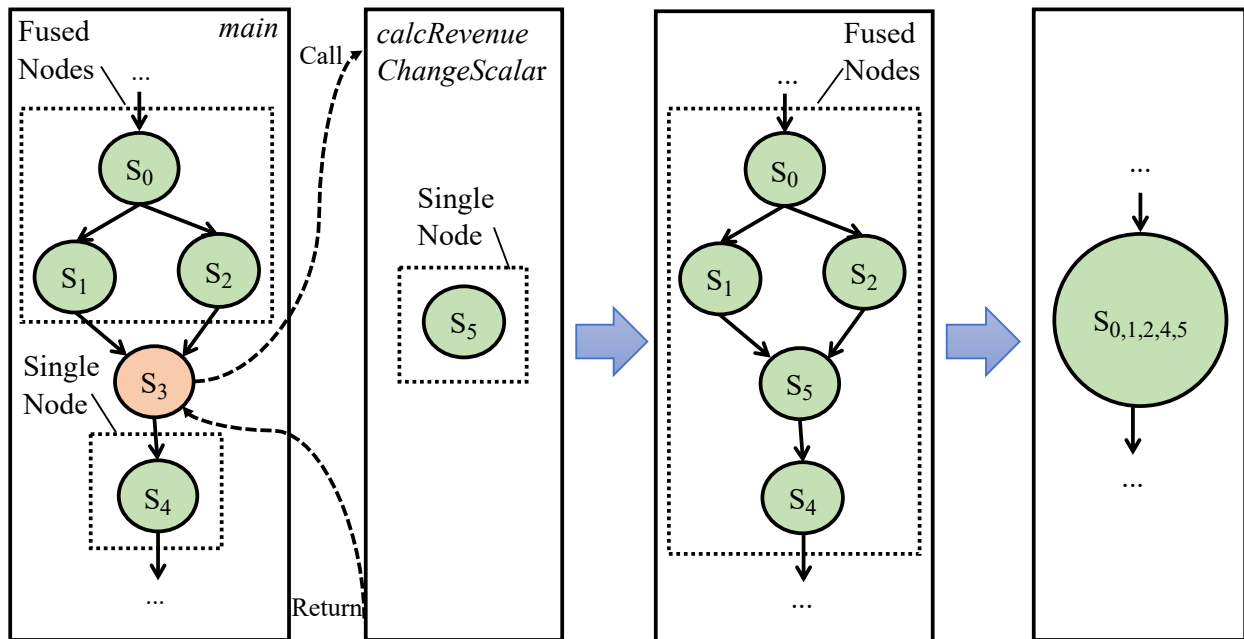 Fused
Nodes
main
...
S0
S1
S2
S3
Single
Node
S4
...
Call
Return
calcRevenue
ChangeScalar
Single
Node
S5
Fused
Nodes
...
S0
S1
S2
S5
S4
...
...
S0,1,2,4,5
...